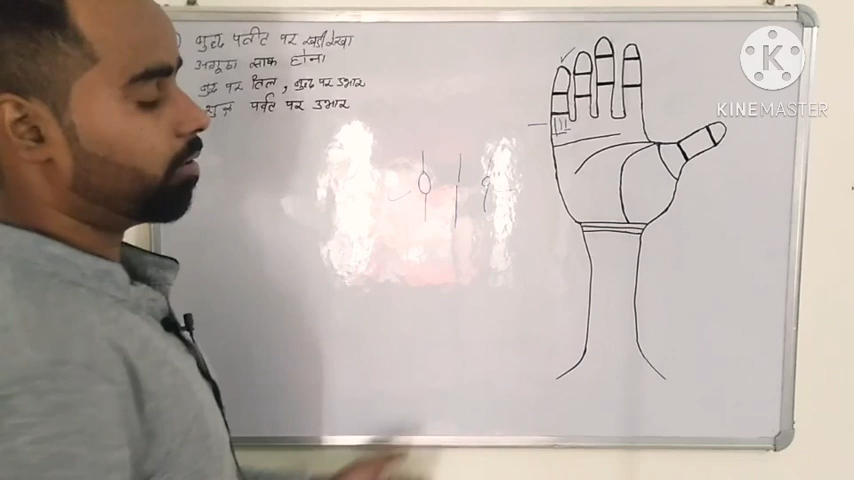 बुद्ध पर्वत पर खडी रेखा
अंगूठा साफ होना
बुद्ध पर तिल, बुद्ध पर उभार
शुक्र पर्वत पर उभार
KINEMASTER